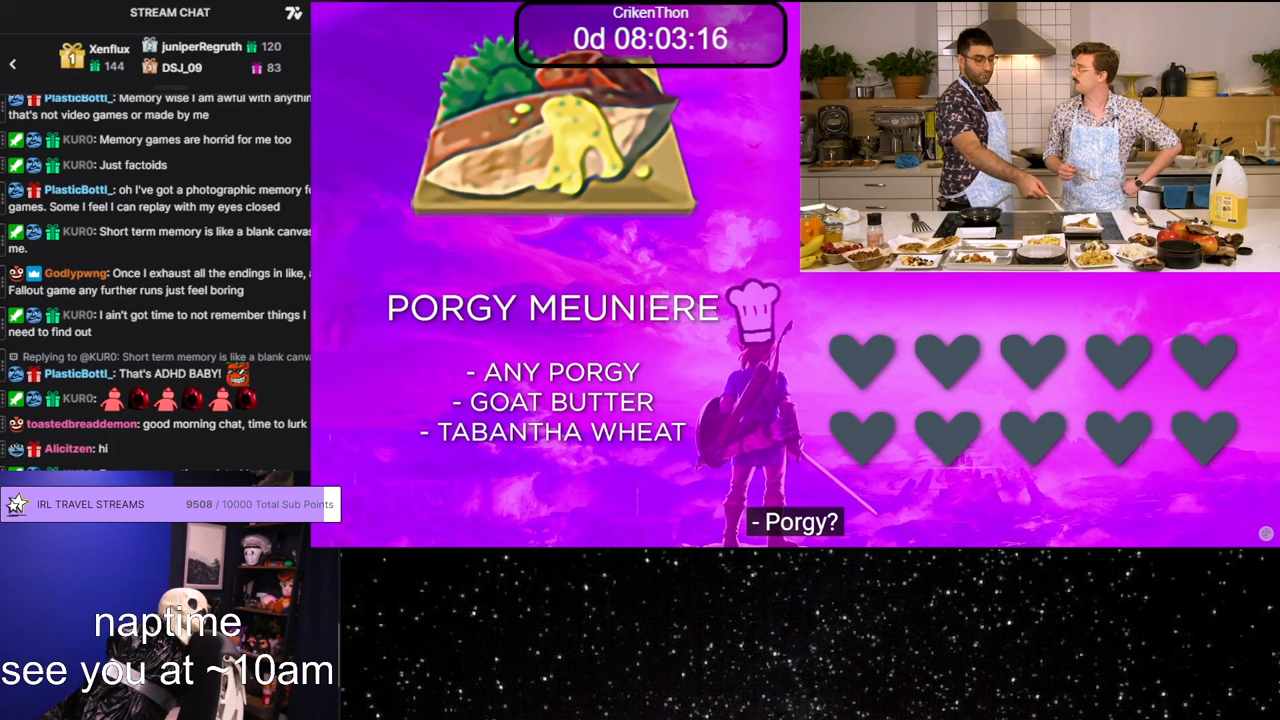 STREAM CHAT
1
Xenflux
144
juniperRegruth 120
DSJ_09 83
PlasticBottl_: Memory wise I am awful with anythin
that's not video games or made by me
KUR0: Memory games are horrid for me too
KUR0: Just factoids
PlasticBottl_: oh I've got a photographic memory fo
games. Some I feel I can replay with my eyes closed
KUR0: Short term memory is like a blank canvas
me.
Godlypwng: Once I exhaust all the endings in like, a
Fallout game any further runs just feel boring
KUR0: I ain't got time to not remember things I
need to find out
Replying to @KUR0: Short term memory is like a blank canva
PlasticBottl_: That's ADHD BABY!
KUR0:
toastedbreaddemon: good morning chat, time to lurk
Alicitzen: hi
IRL TRAVEL STREAMS 9508 / 10000 Total Sub Points
naptime
see you at ~10am
CrikenThon
0d 08:03:16
PORGY MEUNIERE
- ANY PORGY
- GOAT BUTTER
- TABANTHA WHEAT
- Porgy?